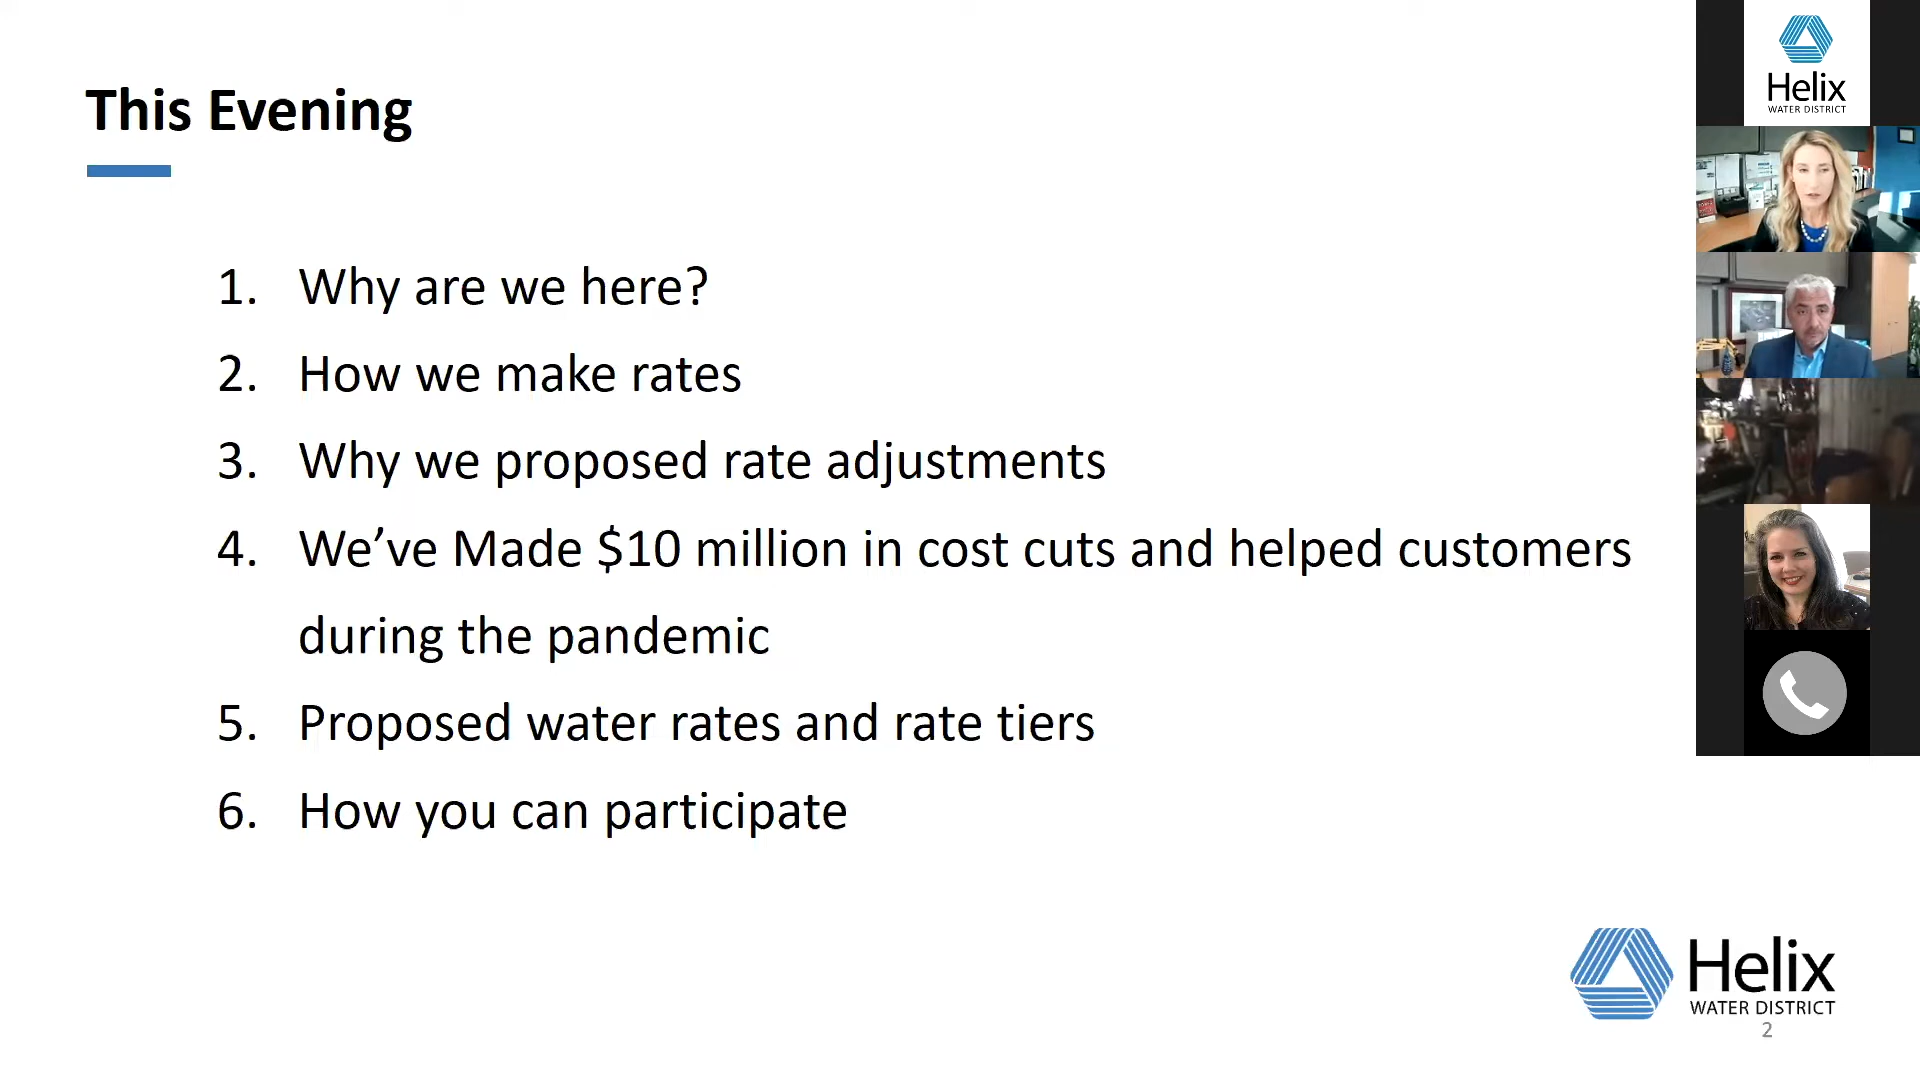 This Evening
1. Why are we here?
2. How we make rates
3. Why we proposed rate adjustments
4. We’ve Made $10 million in cost cuts and helped customers
during the pandemic
5. Proposed water rates and rate tiers
6. How you can participate
Helix
WATER DISTRICT
2
Helix
WATER DISTRICT